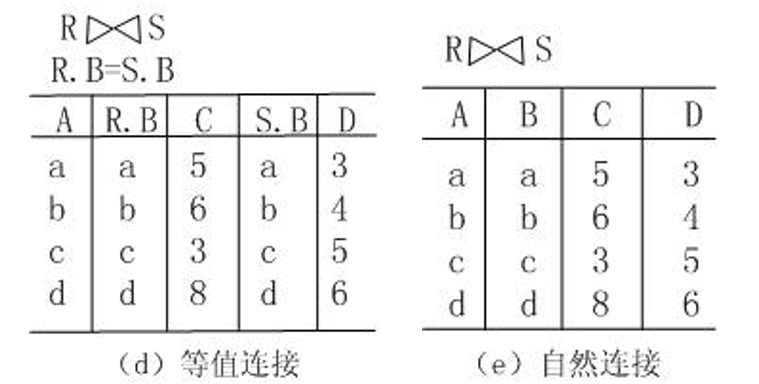 R⋈S
R.B=S.B
A R.B C S.B D
a a 5 a 3
b b 6 b 4
c c 3 c 5
d d 8 d 6
(d) 等值连接
R⋈S
A B C D
a a 5 3
b b 6 4
c c 3 5
d d 8 6
(e) 自然连接